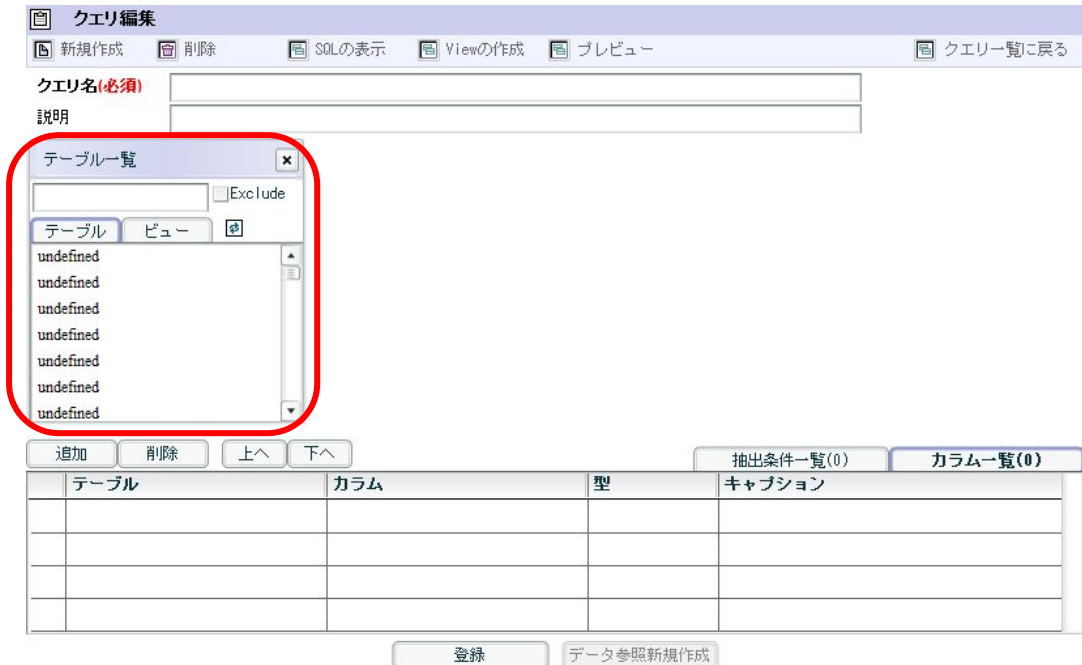 クエリ編集
新規作成 削除 SQLの表示 Viewの作成 プレビュー クエリ一覧に戻る
クエリ名(必須)
説明
テーブル一覧
Exclude
テーブル ビュー
undefined
undefined
undefined
undefined
undefined
undefined
undefined
追加 削除 上へ 下へ 抽出条件一覧(0) カラム一覧(0)
テーブル カラム 型 キャプション
登録 データ参照新規作成